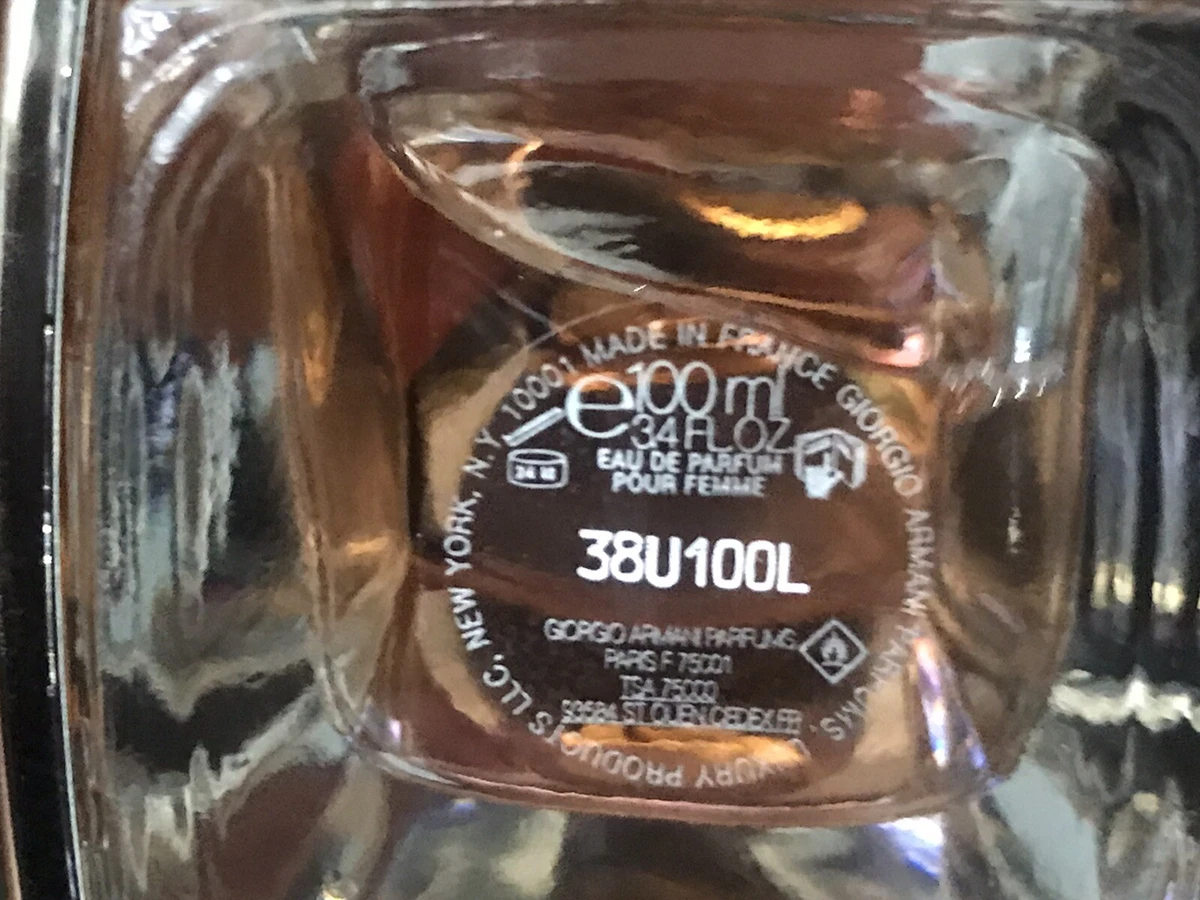 MADE IN FRANCE GIORGIO ARMANI PARFUMS · LUXURY PRODUCTS LLC, NEW YORK, N.Y. 10001
e 100 ml
3.4 FL.OZ
24 M
EAU DE PARFUM
POUR FEMME
38U100L
GIORGIO ARMANI PARFUMS
PARIS F 75001
TSA 75000
93584 ST OUEN CEDEX FR